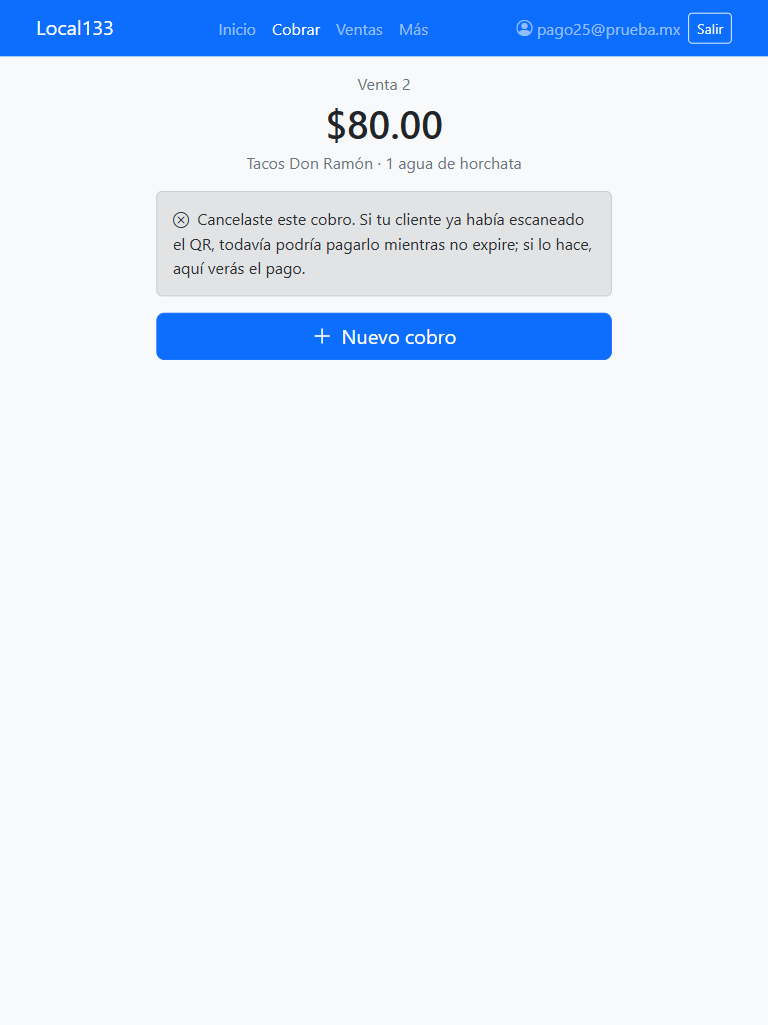 Local133
Inicio Cobrar Ventas Más
pago25@prueba.mx Salir
Venta 2
$80.00
Tacos Don Ramón · 1 agua de horchata
Cancelaste este cobro. Si tu cliente ya había escaneado
el QR, todavía podría pagarlo mientras no expire; si lo hace,
aquí verás el pago.
+ Nuevo cobro